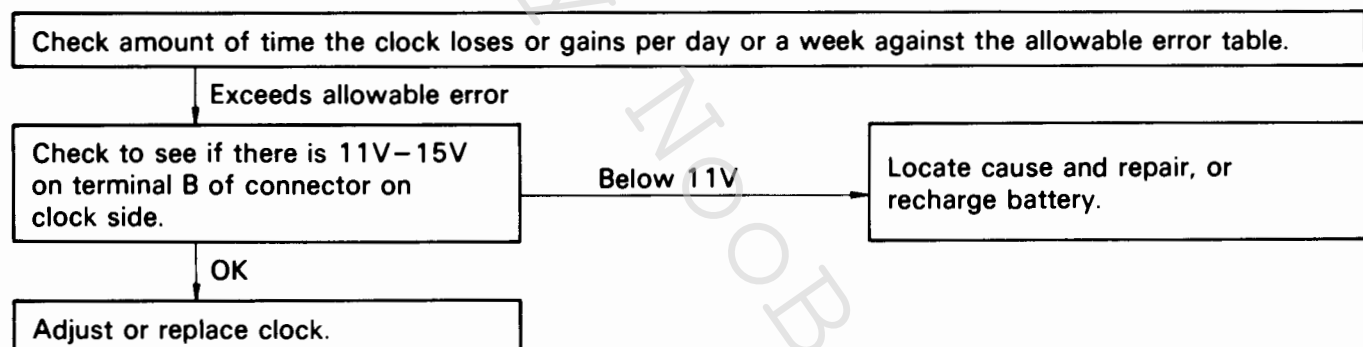 Check amount of time the clock loses or gains per day or a week against the allowable error table.
Exceeds allowable error
Check to see if there is 11V–15V
on terminal B of connector on
clock side.
Below 11V
Locate cause and repair, or
recharge battery.
OK
Adjust or replace clock.
NOOB